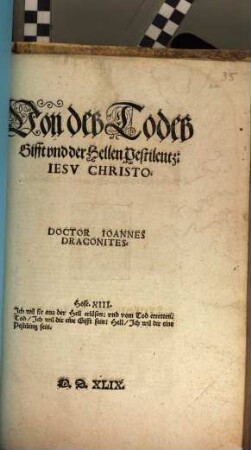 35
Von des Todes
Gifft vnd der Hellen Pestilentz:
IESV CHRISTO.
DOCTOR IOANNES
DRACONITES.
Hose. XIII.
Ich wil sie aus der Hell erlösen: vnd vom Tod erretten:
Tod / Ich wil dir eine Gifft sein: Hell / Ich wil dir eine
Pestilentz sein.
M. D. XLIX.